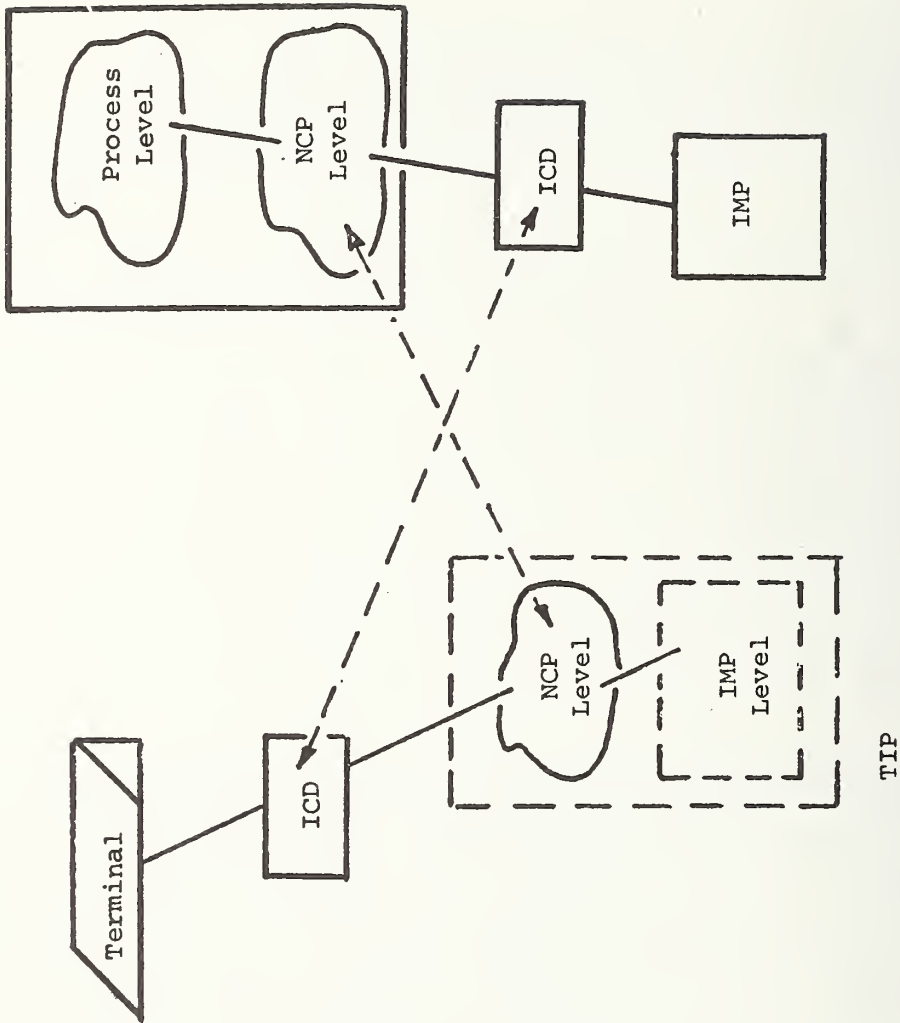 Process
Level
NCP
Level
ICD
IMP
Terminal
ICD
NCP
Level
IMP
Level
TIP